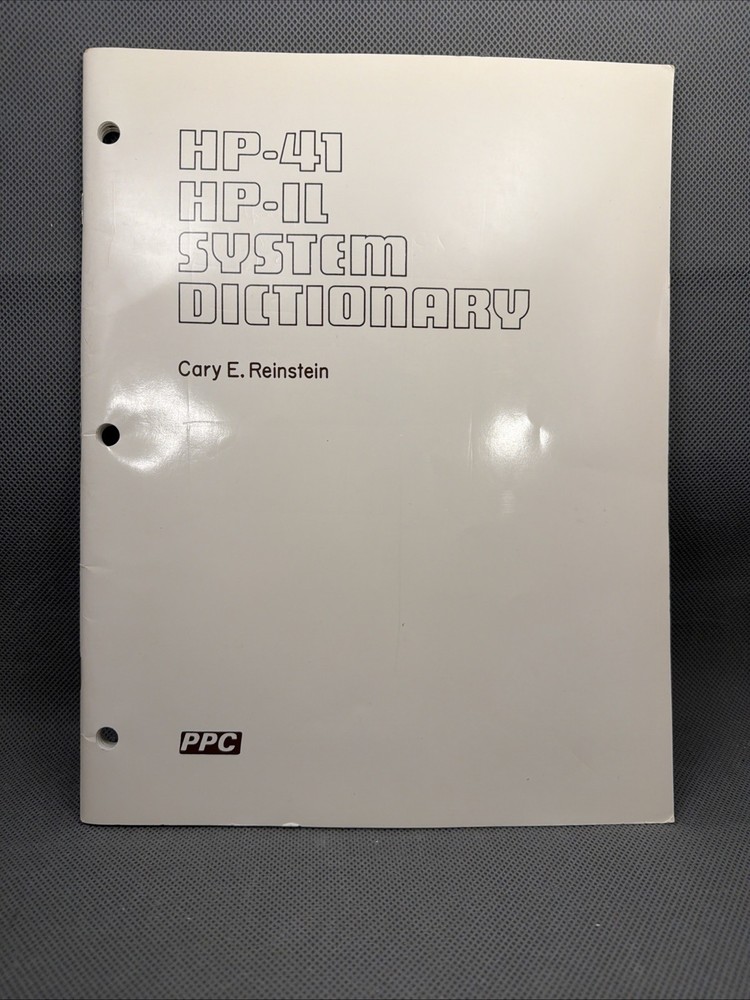 HP-41
HP-IL
SYSTEM
DICTIONARY
Cary E. Reinstein
PPC